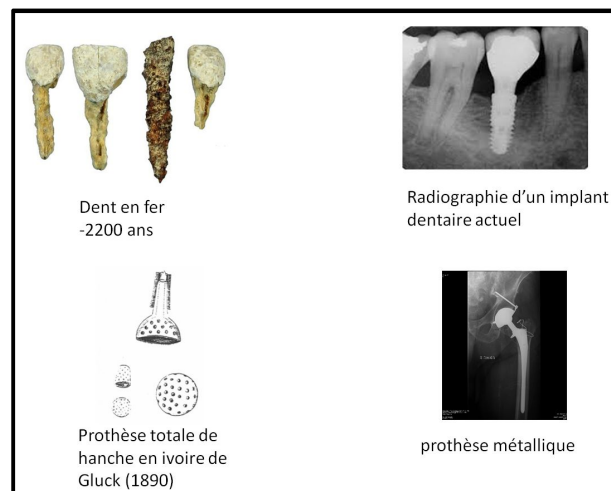 Dent en fer
-2200 ans
Radiographie d'un implant
dentaire actuel
Prothèse totale de
hanche en ivoire de
Gluck (1890)
prothèse métallique